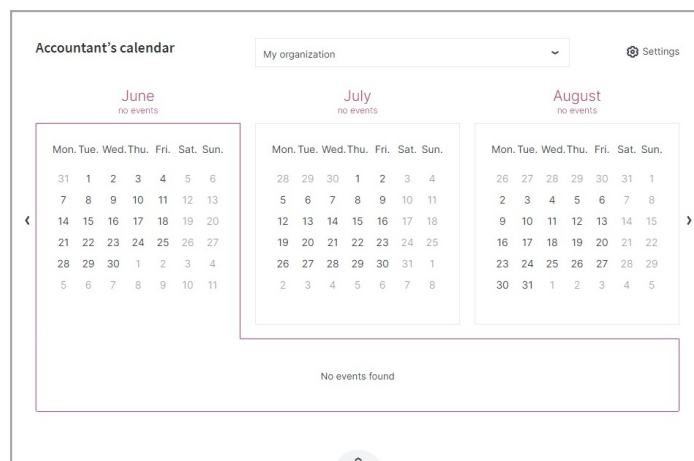 Accountant's calendar
My organization
Settings
June
no events
Mon. Tue. Wed. Thu. Fri. Sat. Sun.
31 1 2 3 4 5 6
7 8 9 10 11 12 13
14 15 16 17 18 19 20
21 22 23 24 25 26 27
28 29 30 1 2 3 4
5 6 7 8 9 10 11
July
no events
Mon. Tue. Wed. Thu. Fri. Sat. Sun.
28 29 30 1 2 3 4
5 6 7 8 9 10 11
12 13 14 15 16 17 18
19 20 21 22 23 24 25
26 27 28 29 30 31 1
2 3 4 5 6 7 8
August
no events
Mon. Tue. Wed. Thu. Fri. Sat. Sun.
26 27 28 29 30 31 1
2 3 4 5 6 7 8
9 10 11 12 13 14 15
16 17 18 19 20 21 22
23 24 25 26 27 28 29
30 31 1 2 3 4 5
No events found